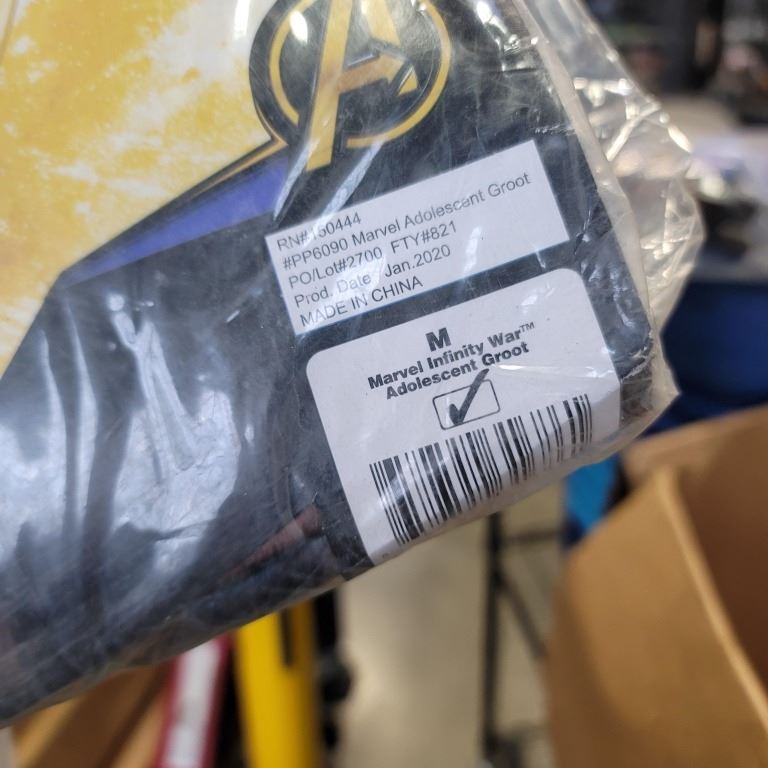 A
RN#150444
#PP6090 Marvel Adolescent Groot
PO/Lot#2700 FTY#821
Prod. Date Jan.2020
MADE IN CHINA
M
Marvel Infinity War™
Adolescent Groot